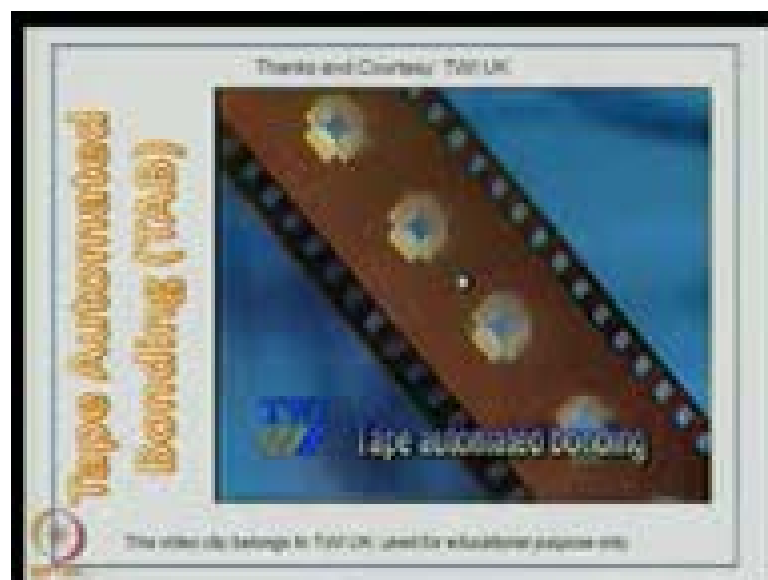 Thanks and Courtesy: TWI UK
Tape Automated
bonding (TAB)
TWI
Tape automated bonding
This video clip belongs to TWI UK used for educational purpose only